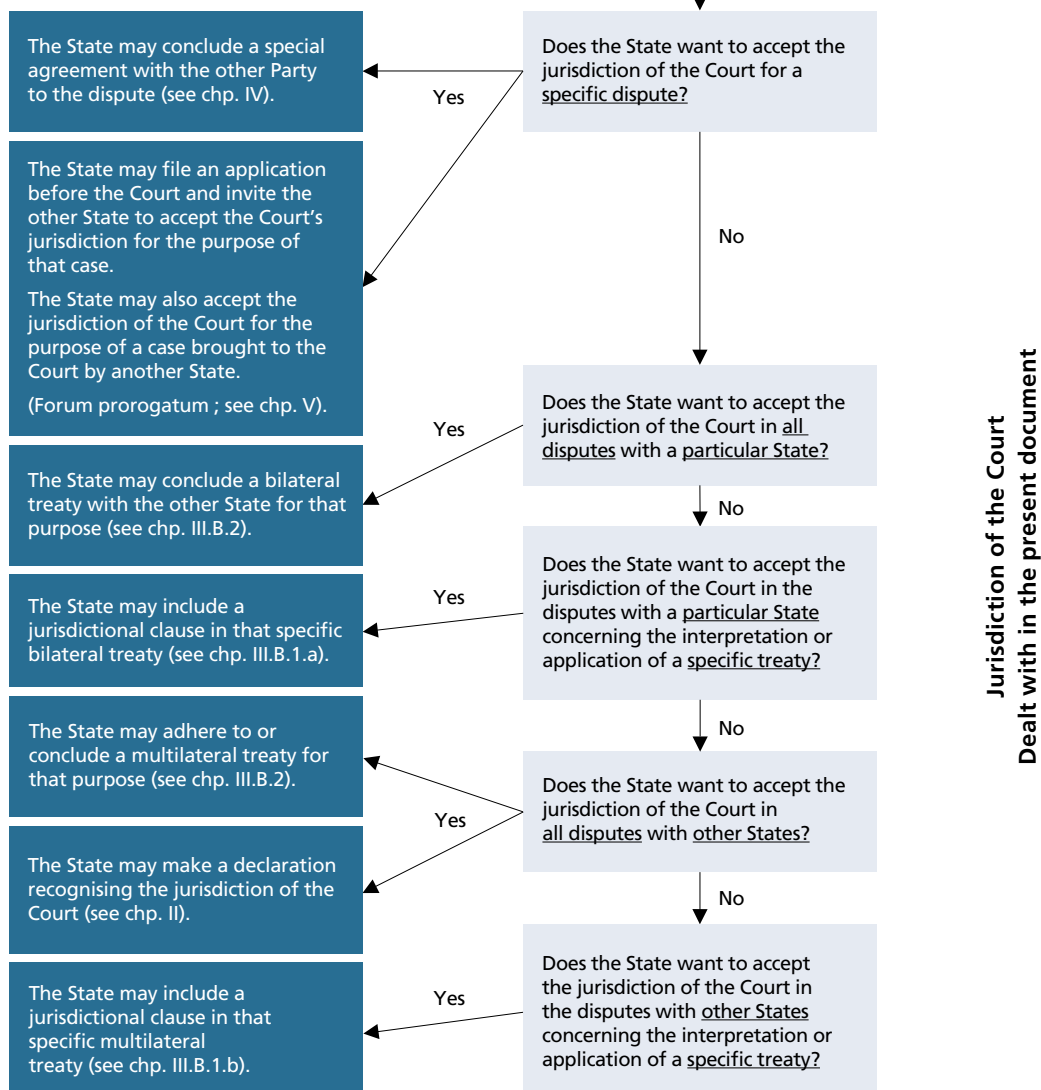 The State may conclude a special
agreement with the other Party
to the dispute (see chp. IV).
Yes
Does the State want to accept the
jurisdiction of the Court for a
specific dispute?
The State may file an application
before the Court and invite the
other State to accept the Court's
jurisdiction for the purpose of
that case.
The State may also accept the
jurisdiction of the Court for the
purpose of a case brought to the
Court by another State.
(Forum prorogatum ; see chp. V).
No
Does the State want to accept the
jurisdiction of the Court in all
disputes with a particular State?
Yes
The State may conclude a bilateral
treaty with the other State for that
purpose (see chp. III.B.2).
No
Does the State want to accept the
jurisdiction of the Court in the
disputes with a particular State
concerning the interpretation or
application of a specific treaty?
Yes
The State may include a
jurisdictional clause in that specific
bilateral treaty (see chp. III.B.1.a).
No
Does the State want to accept the
jurisdiction of the Court in
all disputes with other States?
Yes
The State may adhere to or
conclude a multilateral treaty for
that purpose (see chp. III.B.2).
The State may make a declaration
recognising the jurisdiction of the
Court (see chp. II).
No
Does the State want to accept
the jurisdiction of the Court in
the disputes with other States
concerning the interpretation or
application of a specific treaty?
Yes
The State may include a
jurisdictional clause in that
specific multilateral
treaty (see chp. III.B.1.b).
Jurisdiction of the Court
Dealt with in the present document